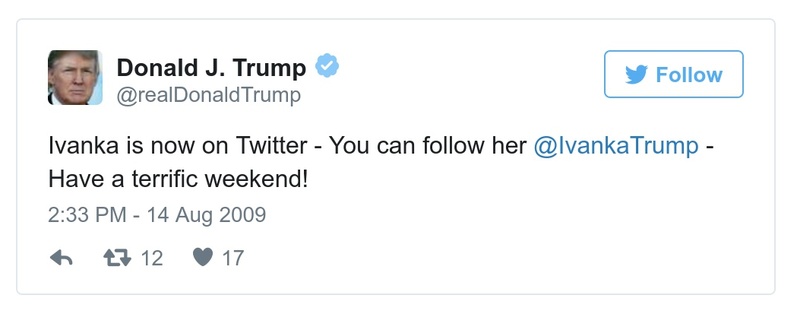 Donald J. Trump
@realDonaldTrump
Follow
Ivanka is now on Twitter - You can follow her @IvankaTrump -
Have a terrific weekend!
2:33 PM - 14 Aug 2009
12 17